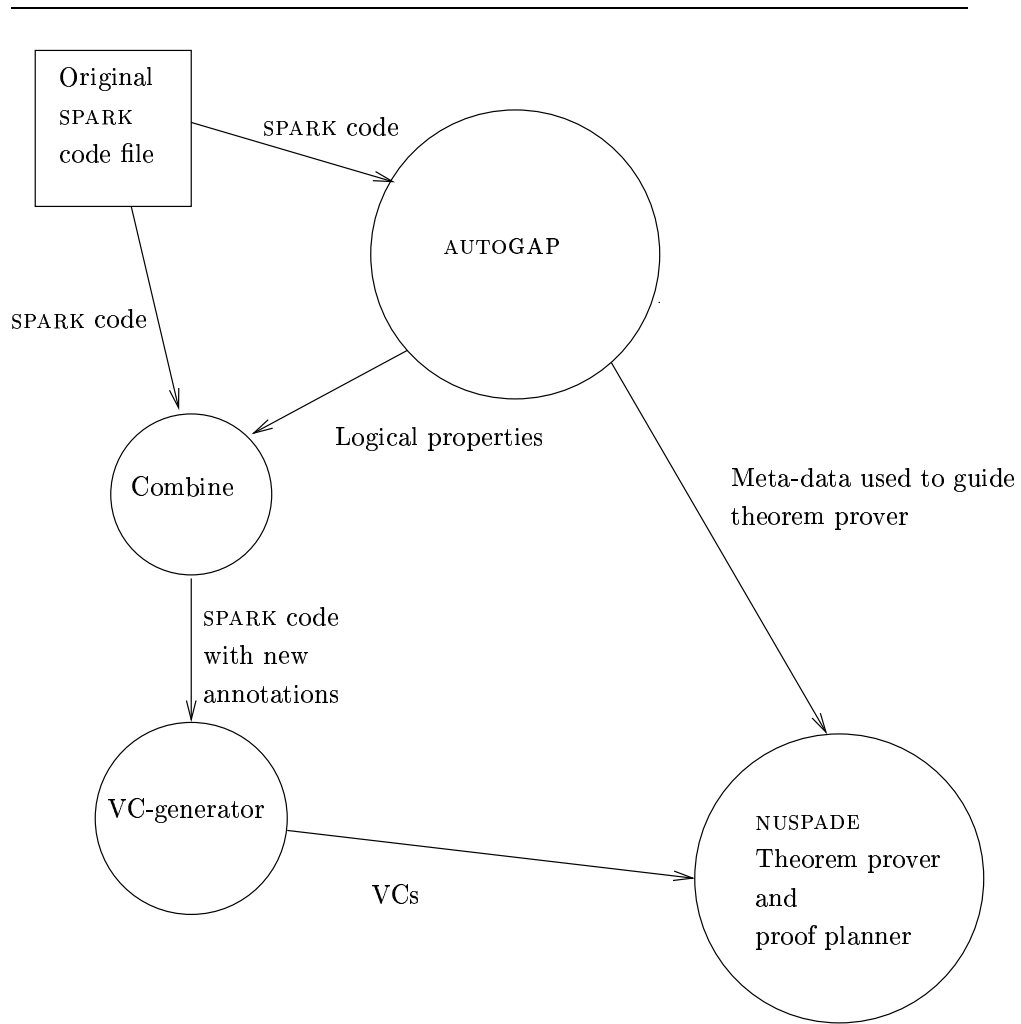 Original
SPARK
code file
SPARK code
AUTOGAP
SPARK code
Logical properties
Combine
Meta-data used to guide
theorem prover
SPARK code
with new
annotations
VC-generator
VCs
NUSPADE
Theorem prover
and
proof planner